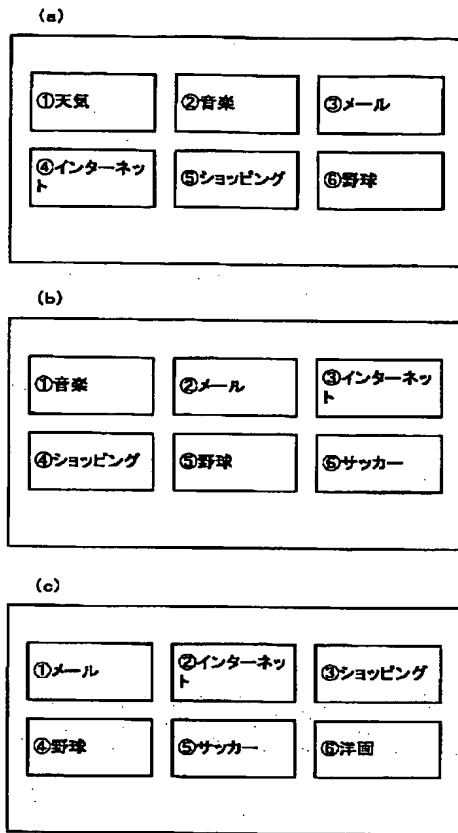 (a)
①天気
②音楽
③メール
④インターネッ
ト
⑤ショッピング
⑥野球
(b)
①音楽
②メール
③インターネッ
ト
④ショッピング
⑤野球
⑥サッカー
(c)
①メール
②インターネッ
ト
③ショッピング
④野球
⑤サッカー
⑥洋画